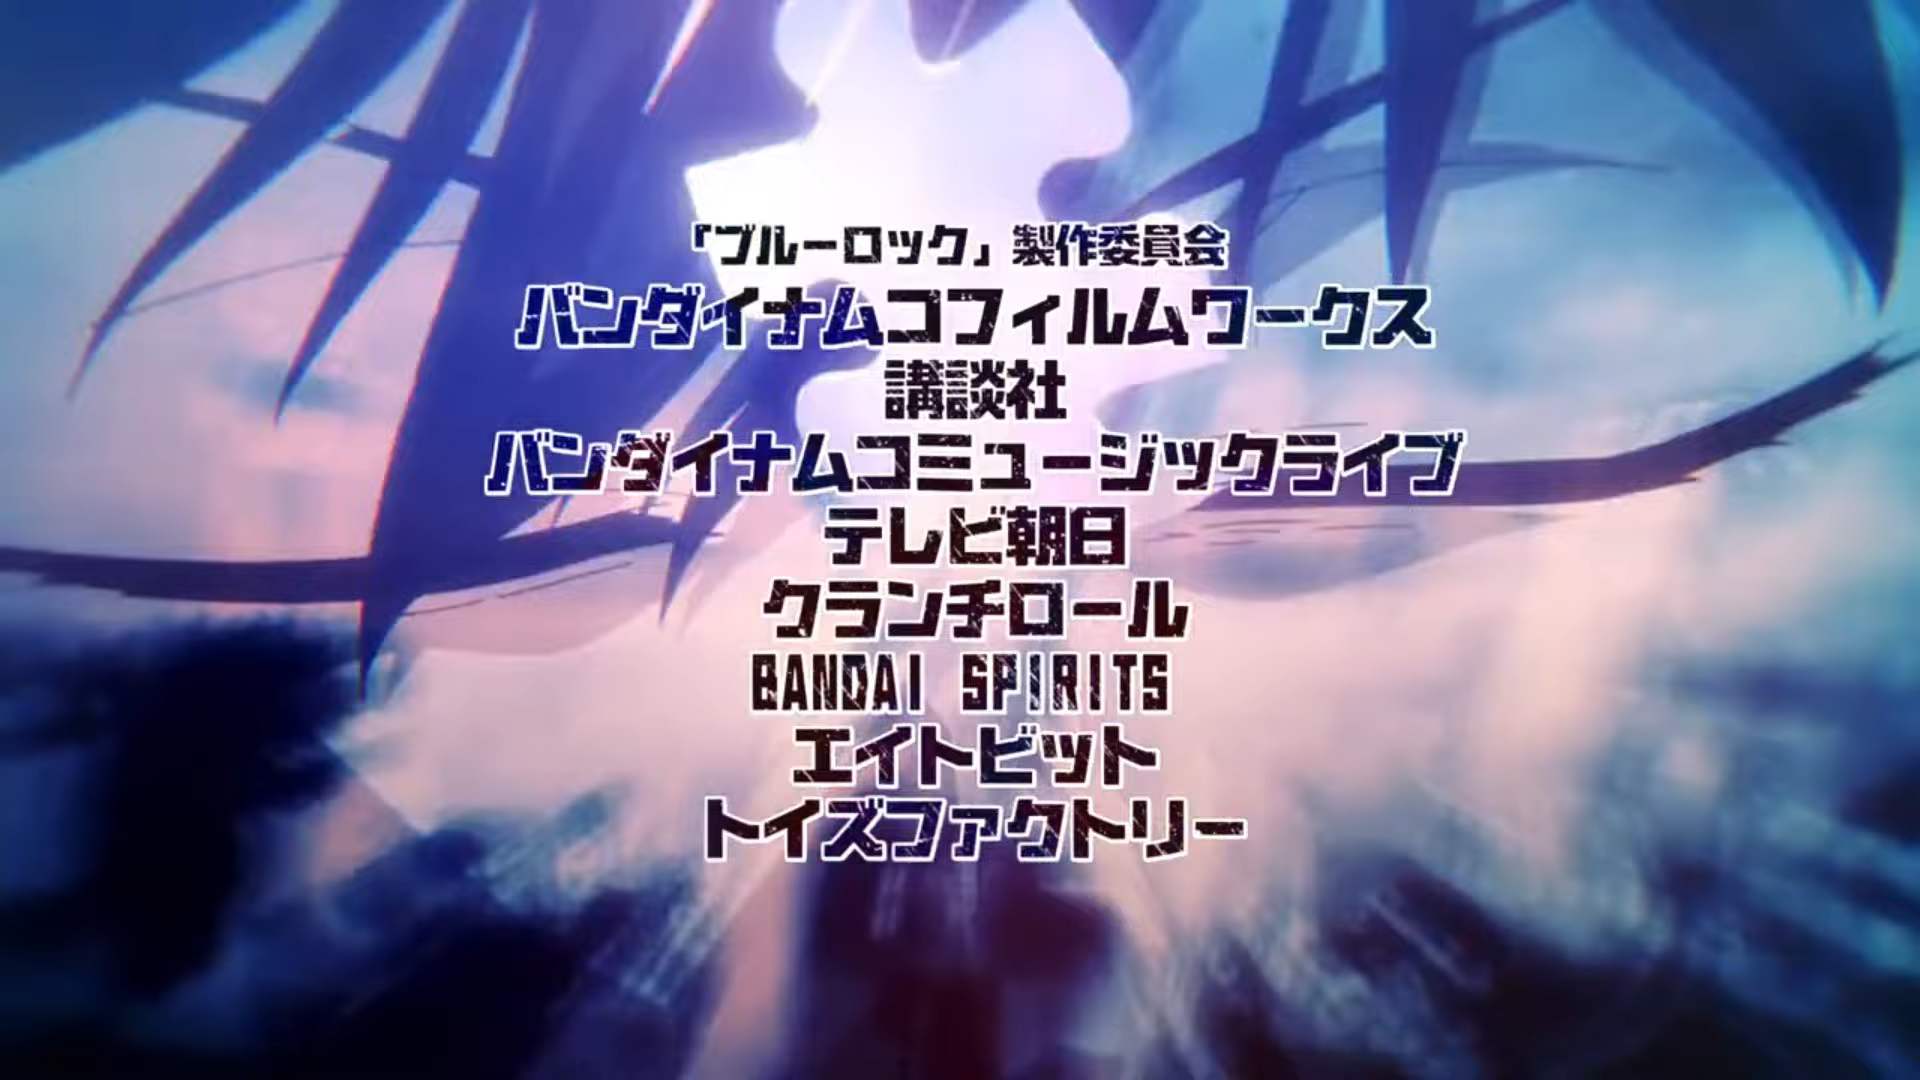 「ブルーロック」製作委員会
バンダイナムコフィルムワークス
講談社
バンダイナムコミュージックライブ
テレビ朝日
クランチロール
BANDAI SPIRITS
エイトビット
トイズファクトリー